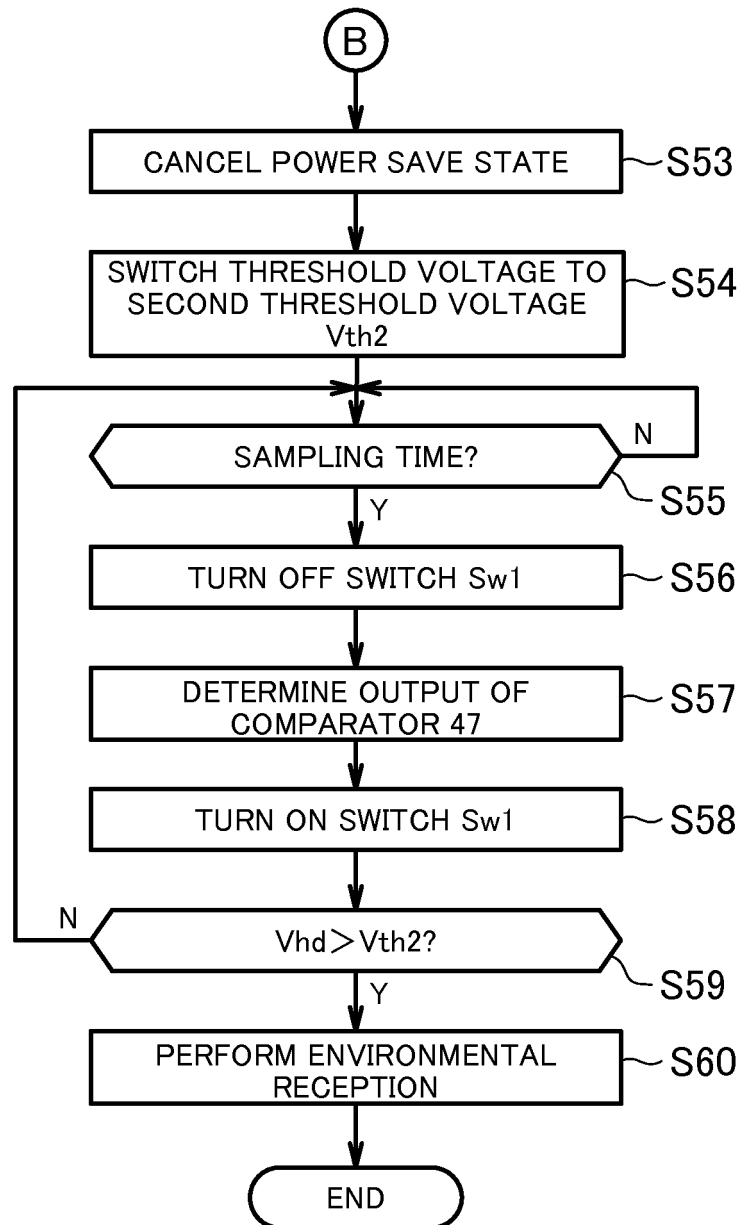 B
CANCEL POWER SAVE STATE
S53
SWITCH THRESHOLD VOLTAGE TO
SECOND THRESHOLD VOLTAGE
Vth2
S54
SAMPLING TIME?
N
S55
Y
TURN OFF SWITCH Sw1
S56
DETERMINE OUTPUT OF
COMPARATOR 47
S57
TURN ON SWITCH Sw1
S58
N
Vhd＞Vth2?
S59
Y
PERFORM ENVIRONMENTAL
RECEPTION
S60
END